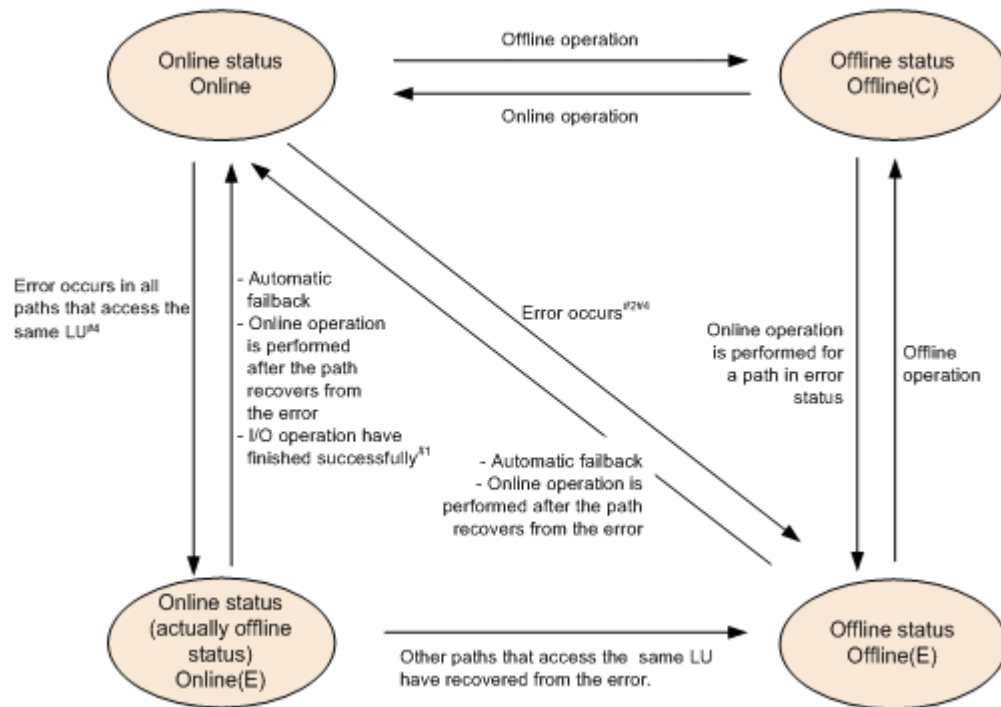 Online status
Online
Offline operation
Online operation
Offline status
Offline(C)
Error occurs in all
paths that access the
same LU#4
- Automatic
failback
- Online operation
is performed
after the path
recovers from
the error
- I/O operation have
finished successfully#1
Error occurs#2#4
- Automatic failback
- Online operation is
performed after the path
recovers from the error
Online operation
is performed for
a path in error
status
Offline
operation
Online status
(actually offline
status)
Online(E)
Other paths that access the same LU
have recovered from the error.
Offline status
Offline(E)